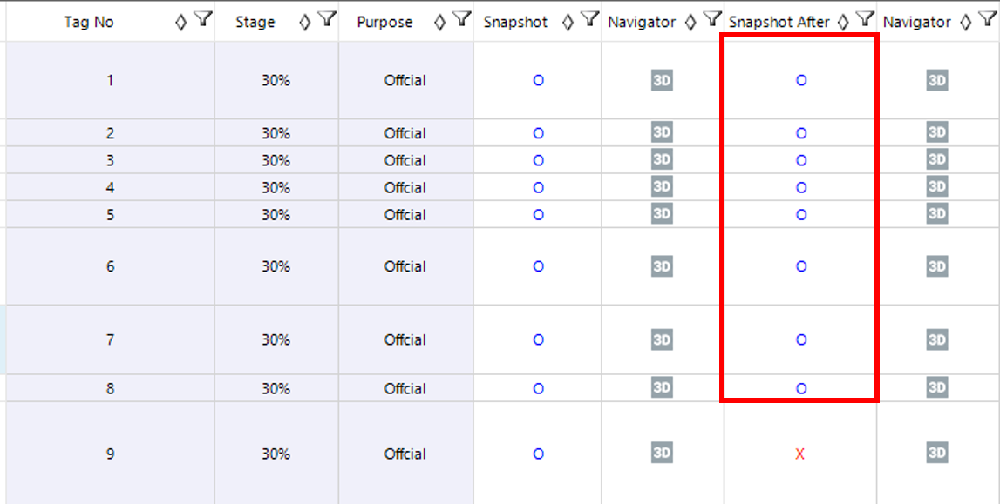 Tag No Stage Purpose Snapshot Navigator Snapshot After Navigator
1 30% Offcial O 3D O 3D
2 30% Offcial O 3D O 3D
3 30% Offcial O 3D O 3D
4 30% Offcial O 3D O 3D
5 30% Offcial O 3D O 3D
6 30% Offcial O 3D O 3D
7 30% Offcial O 3D O 3D
8 30% Offcial O 3D O 3D
9 30% Offcial O 3D X 3D